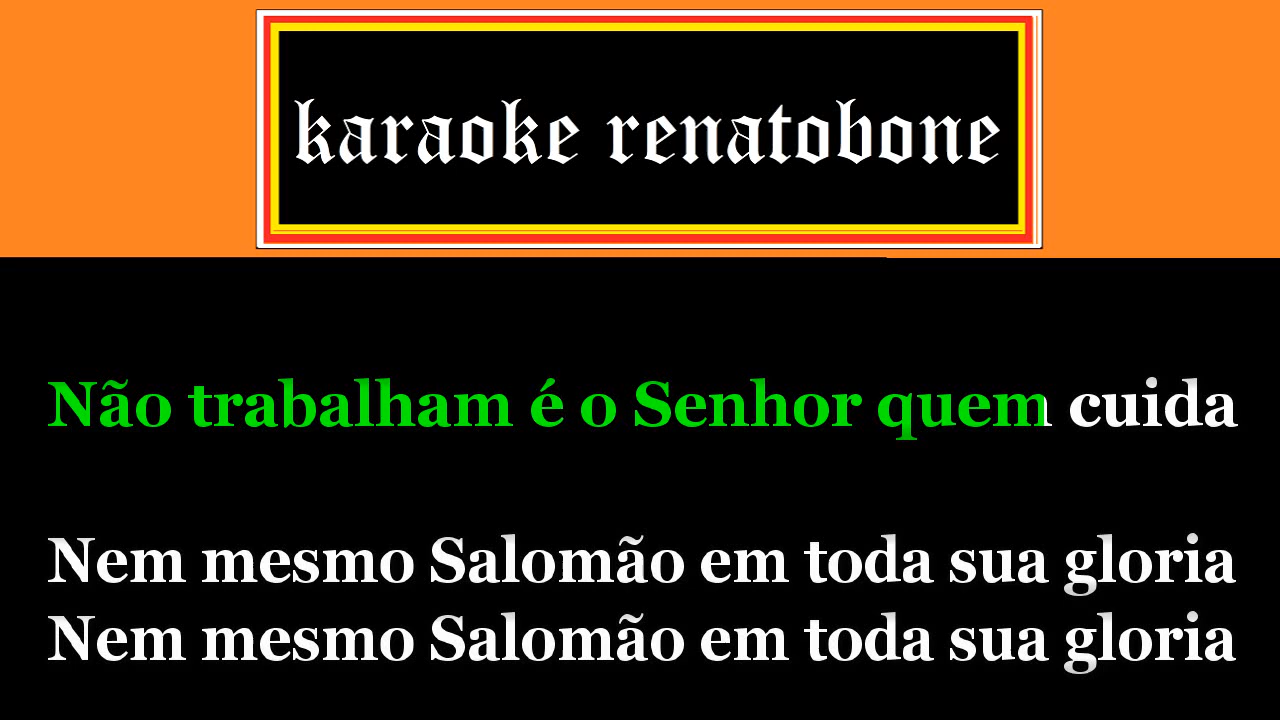 karaoke renatobone
Não trabalham é o Senhor quem cuida
Nem mesmo Salomão em toda sua gloria
Nem mesmo Salomão em toda sua gloria